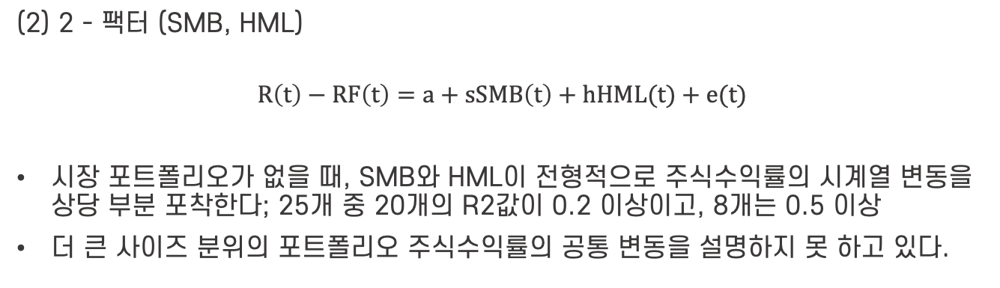 (2) 2 - 팩터 (SMB, HML)
R(t) − RF(t) = a + sSMB(t) + hHML(t) + e(t)
• 시장 포트폴리오가 없을 때, SMB와 HML이 전형적으로 주식수익률의 시계열 변동을
상당 부분 포착한다; 25개 중 20개의 R2값이 0.2 이상이고, 8개는 0.5 이상
• 더 큰 사이즈 분위의 포트폴리오 주식수익률의 공통 변동을 설명하지 못 하고 있다.